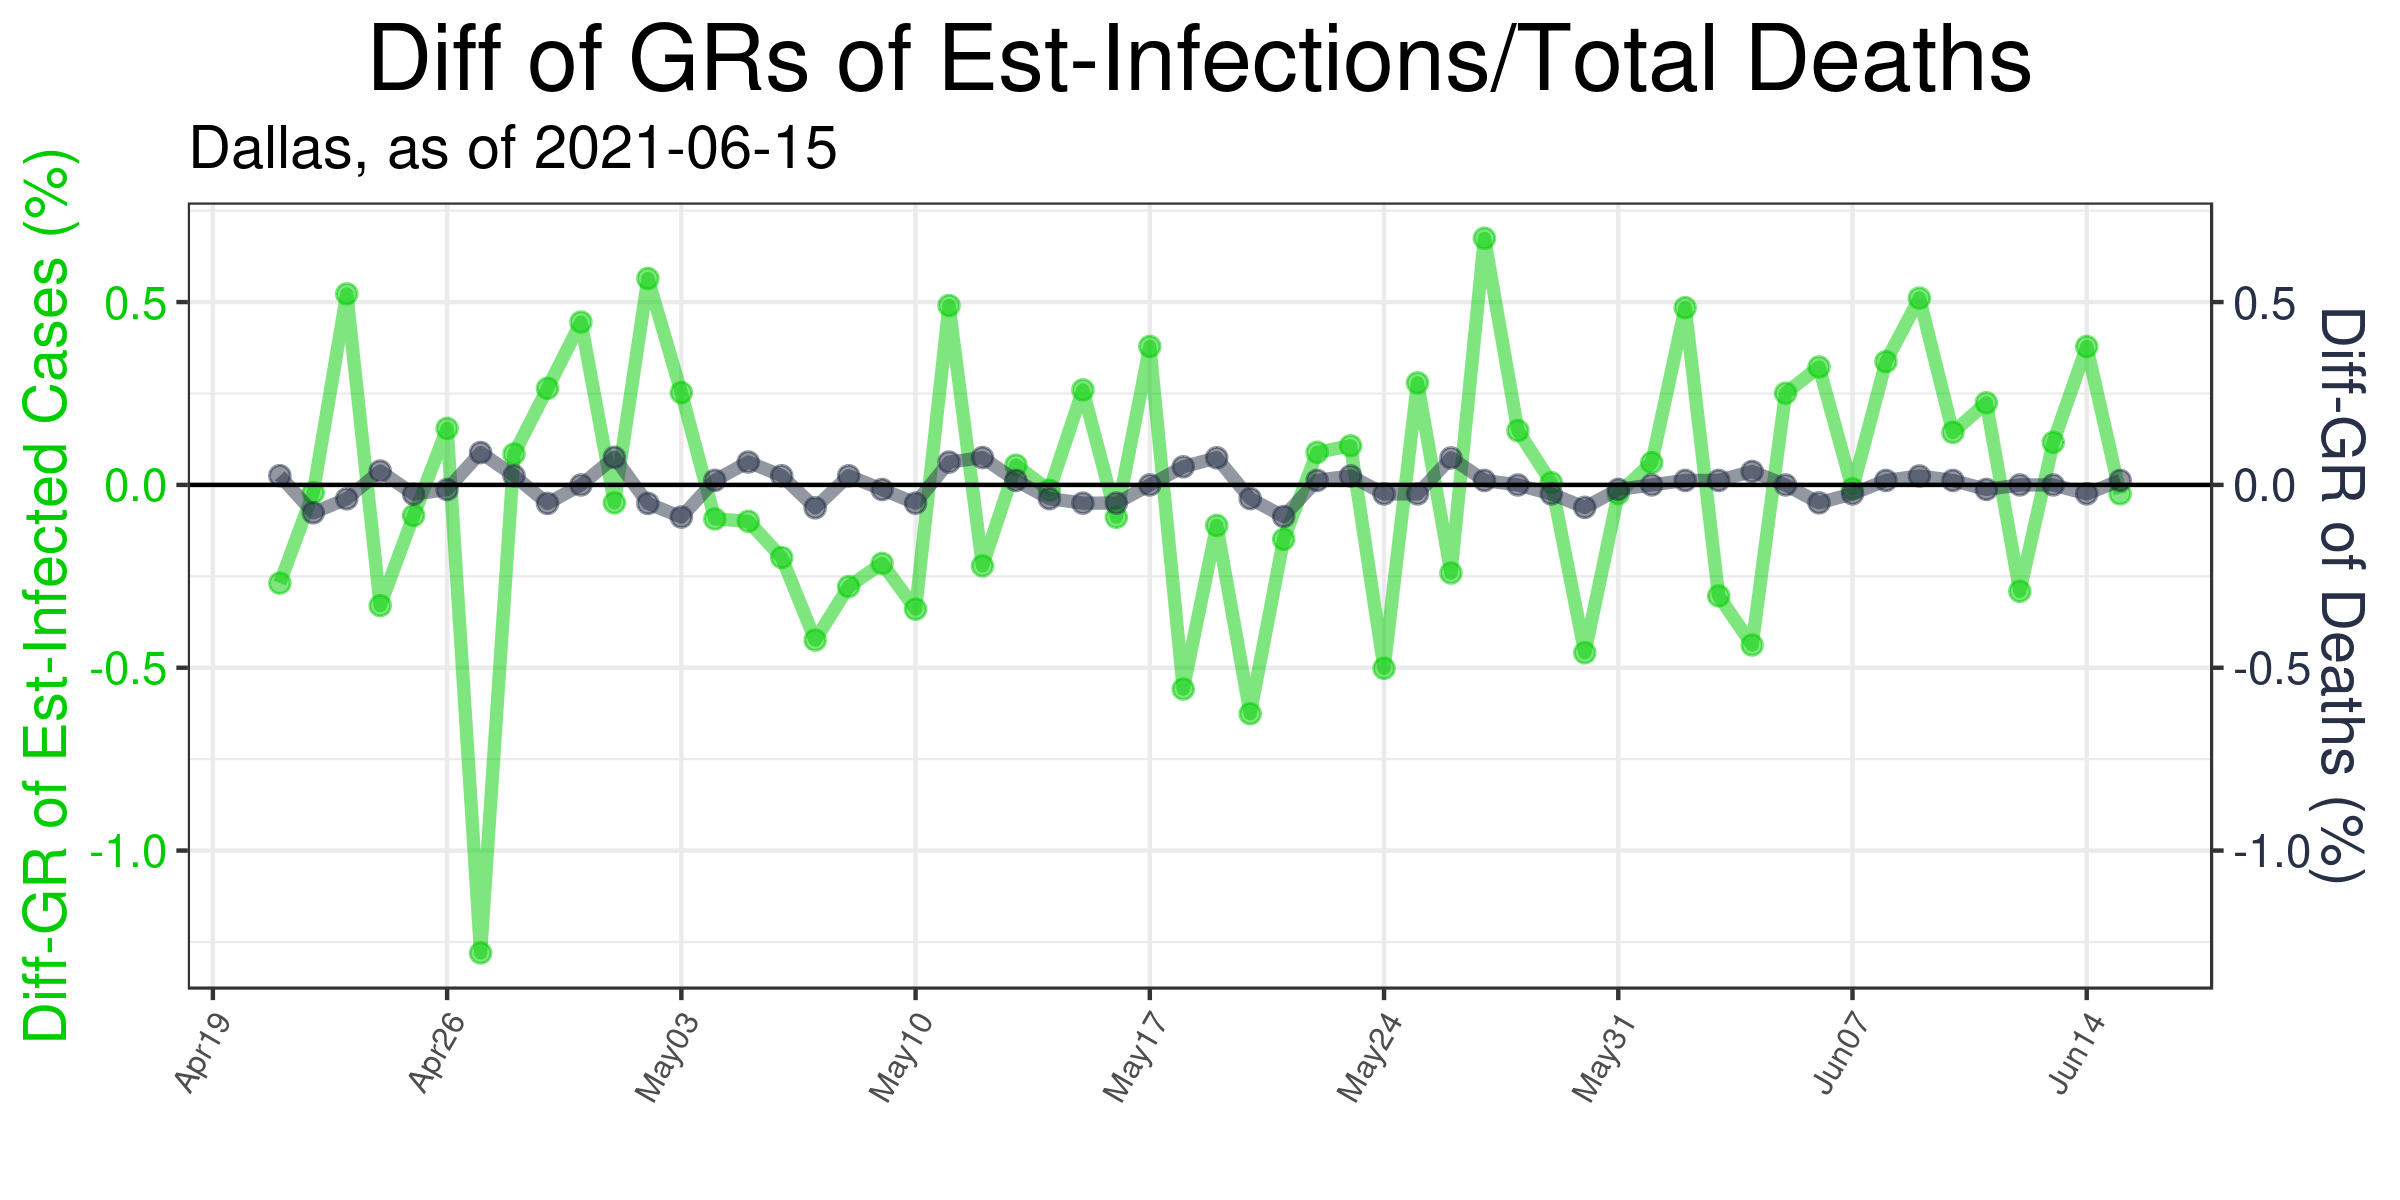 Diff of GRs of Est-Infections/Total Deaths
Dallas, as of 2021-06-15
Diff-GR of Est-Infected Cases (%)
0.5
0.0
-0.5
-1.0
0.5
0.0
-0.5
-1.0
Diff-GR of Deaths (%)
Apr19
Apr26
May03
May10
May17
May24
May31
Jun07
Jun14